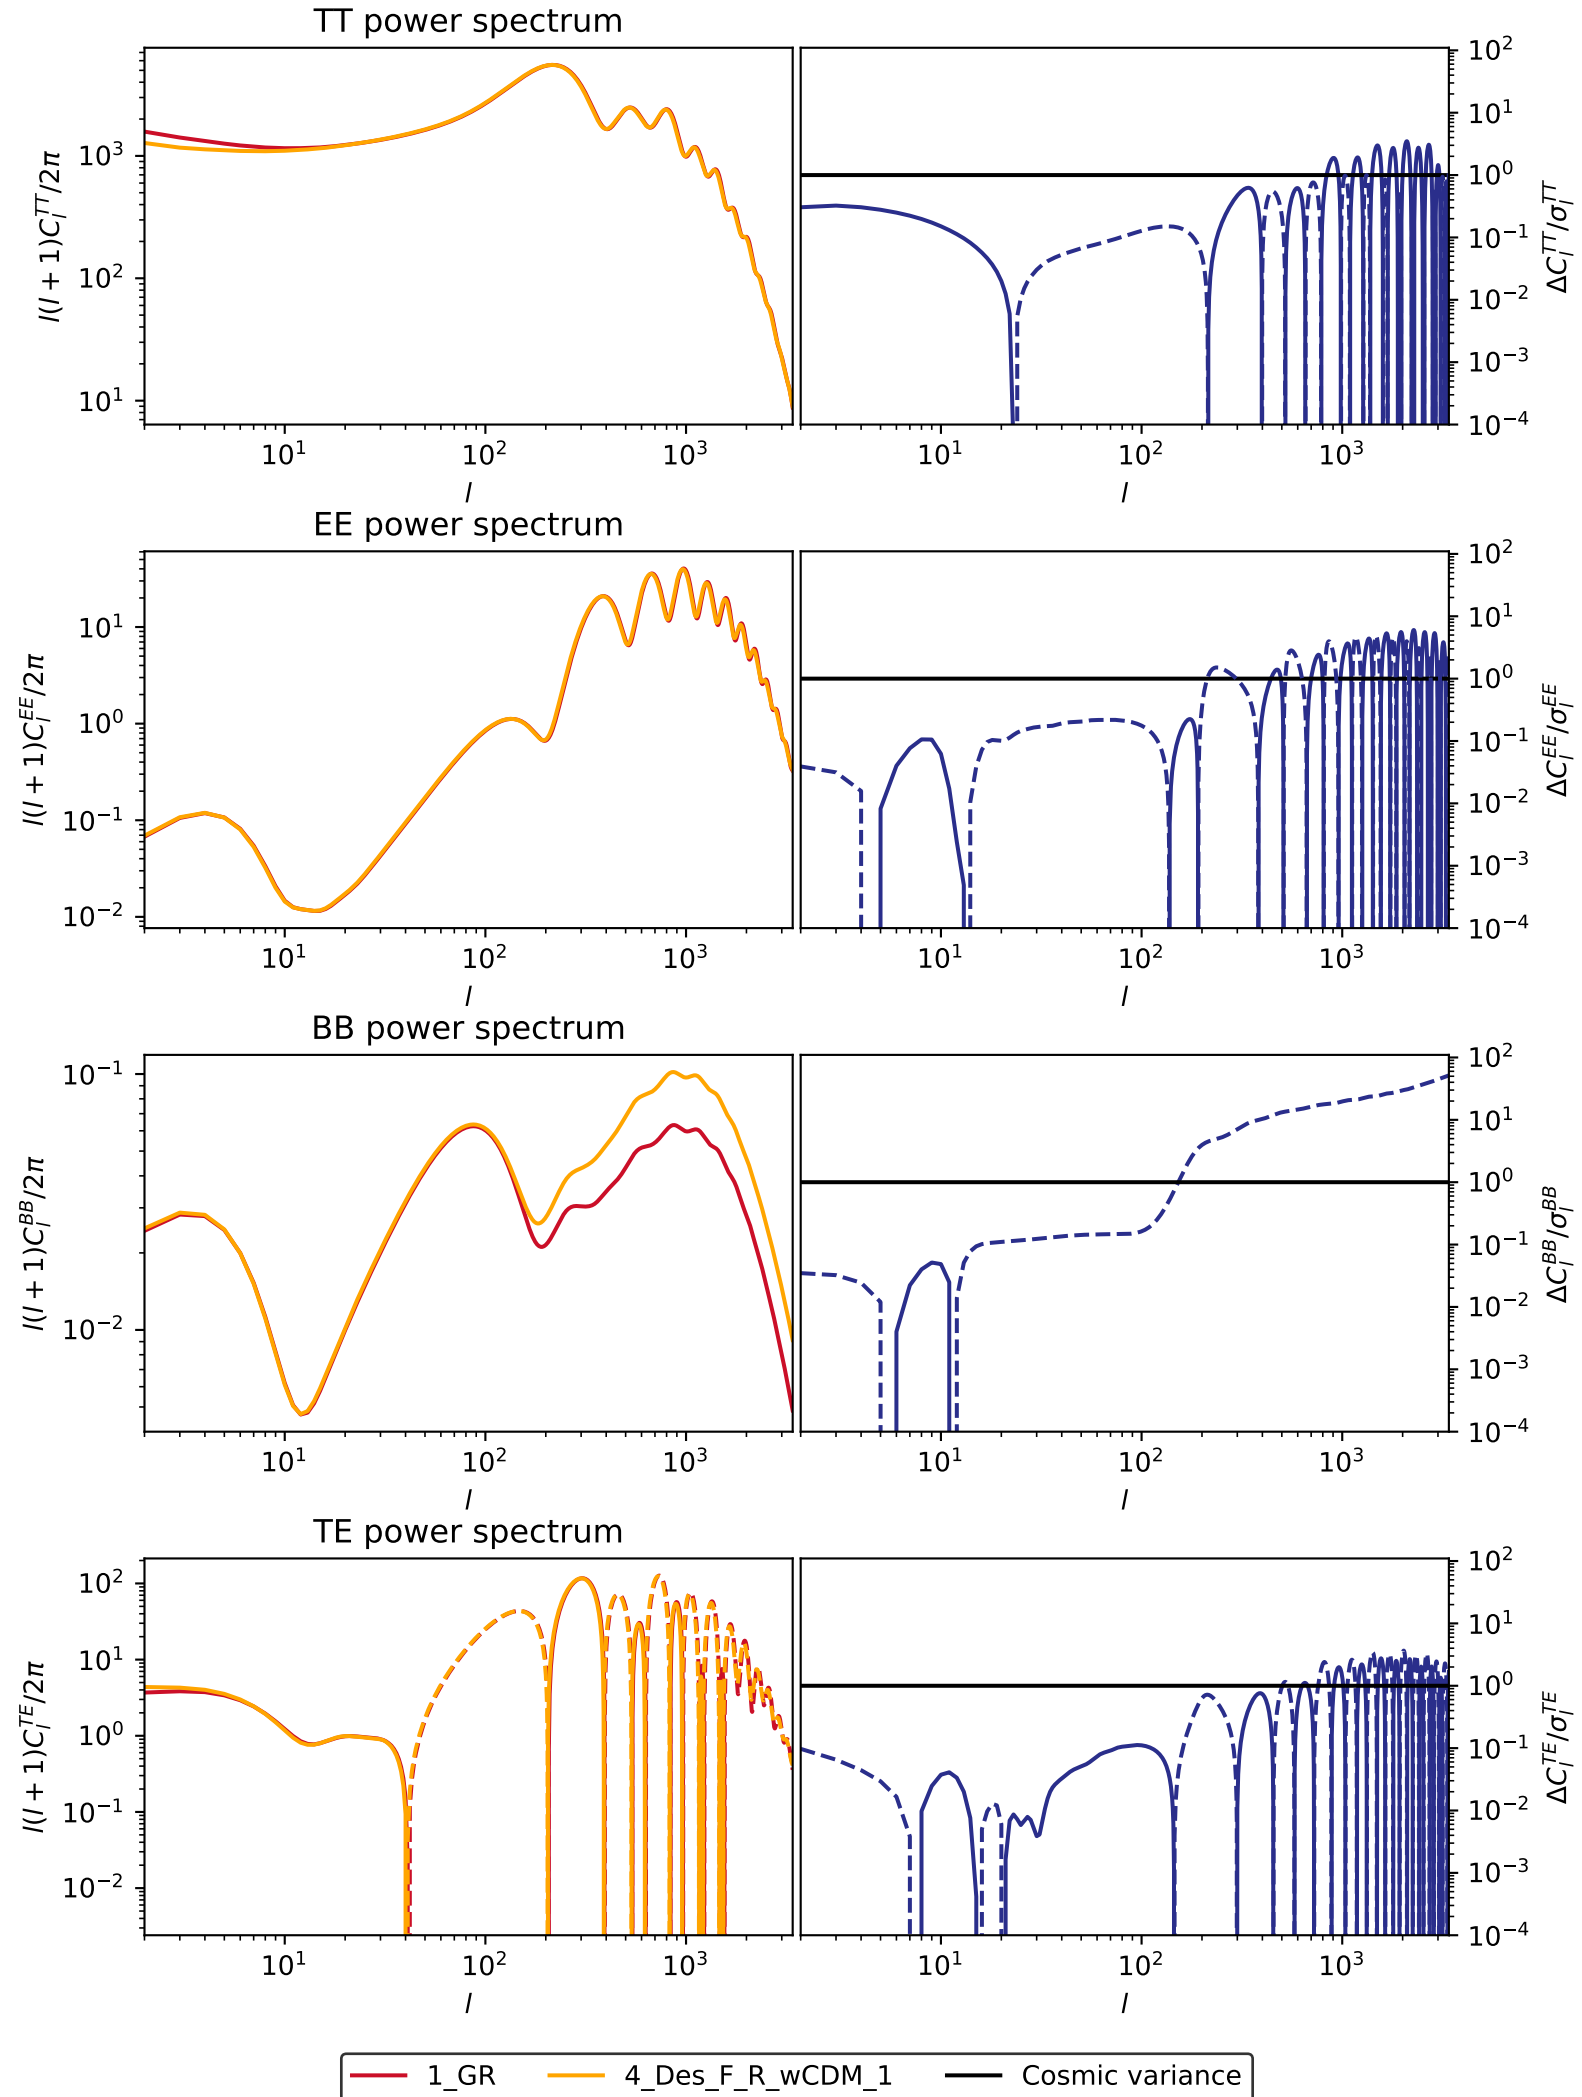 TT power spectrum
l(l + 1)C_l^{TT}/2π
10^3
10^2
10^1
10^1 10^2 10^3
l
10^2
10^1
10^0
10^{-1}
10^{-2}
10^{-3}
10^{-4}
ΔC_l^{TT}/σ_l^{TT}
10^1 10^2 10^3
l
EE power spectrum
l(l + 1)C_l^{EE}/2π
10^1
10^0
10^{-1}
10^{-2}
10^1 10^2 10^3
l
10^2
10^1
10^0
10^{-1}
10^{-2}
10^{-3}
10^{-4}
ΔC_l^{EE}/σ_l^{EE}
10^1 10^2 10^3
l
BB power spectrum
l(l + 1)C_l^{BB}/2π
10^{-1}
10^{-2}
10^1 10^2 10^3
l
10^2
10^1
10^0
10^{-1}
10^{-2}
10^{-3}
10^{-4}
ΔC_l^{BB}/σ_l^{BB}
10^1 10^2 10^3
l
TE power spectrum
l(l + 1)C_l^{TE}/2π
10^2
10^1
10^0
10^{-1}
10^{-2}
10^1 10^2 10^3
l
10^2
10^1
10^0
10^{-1}
10^{-2}
10^{-3}
10^{-4}
ΔC_l^{TE}/σ_l^{TE}
10^1 10^2 10^3
l
1_GR 4_Des_F_R_wCDM_1 Cosmic variance